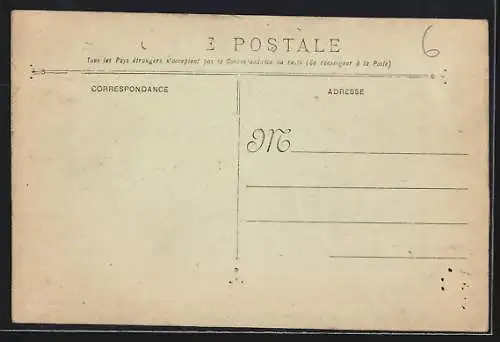 E POSTALE
6
Tous les Pays étrangers n'acceptent pas la Correspondance au recto (Se renseigner à la Poste)
CORRESPONDANCE
ADRESSE
M